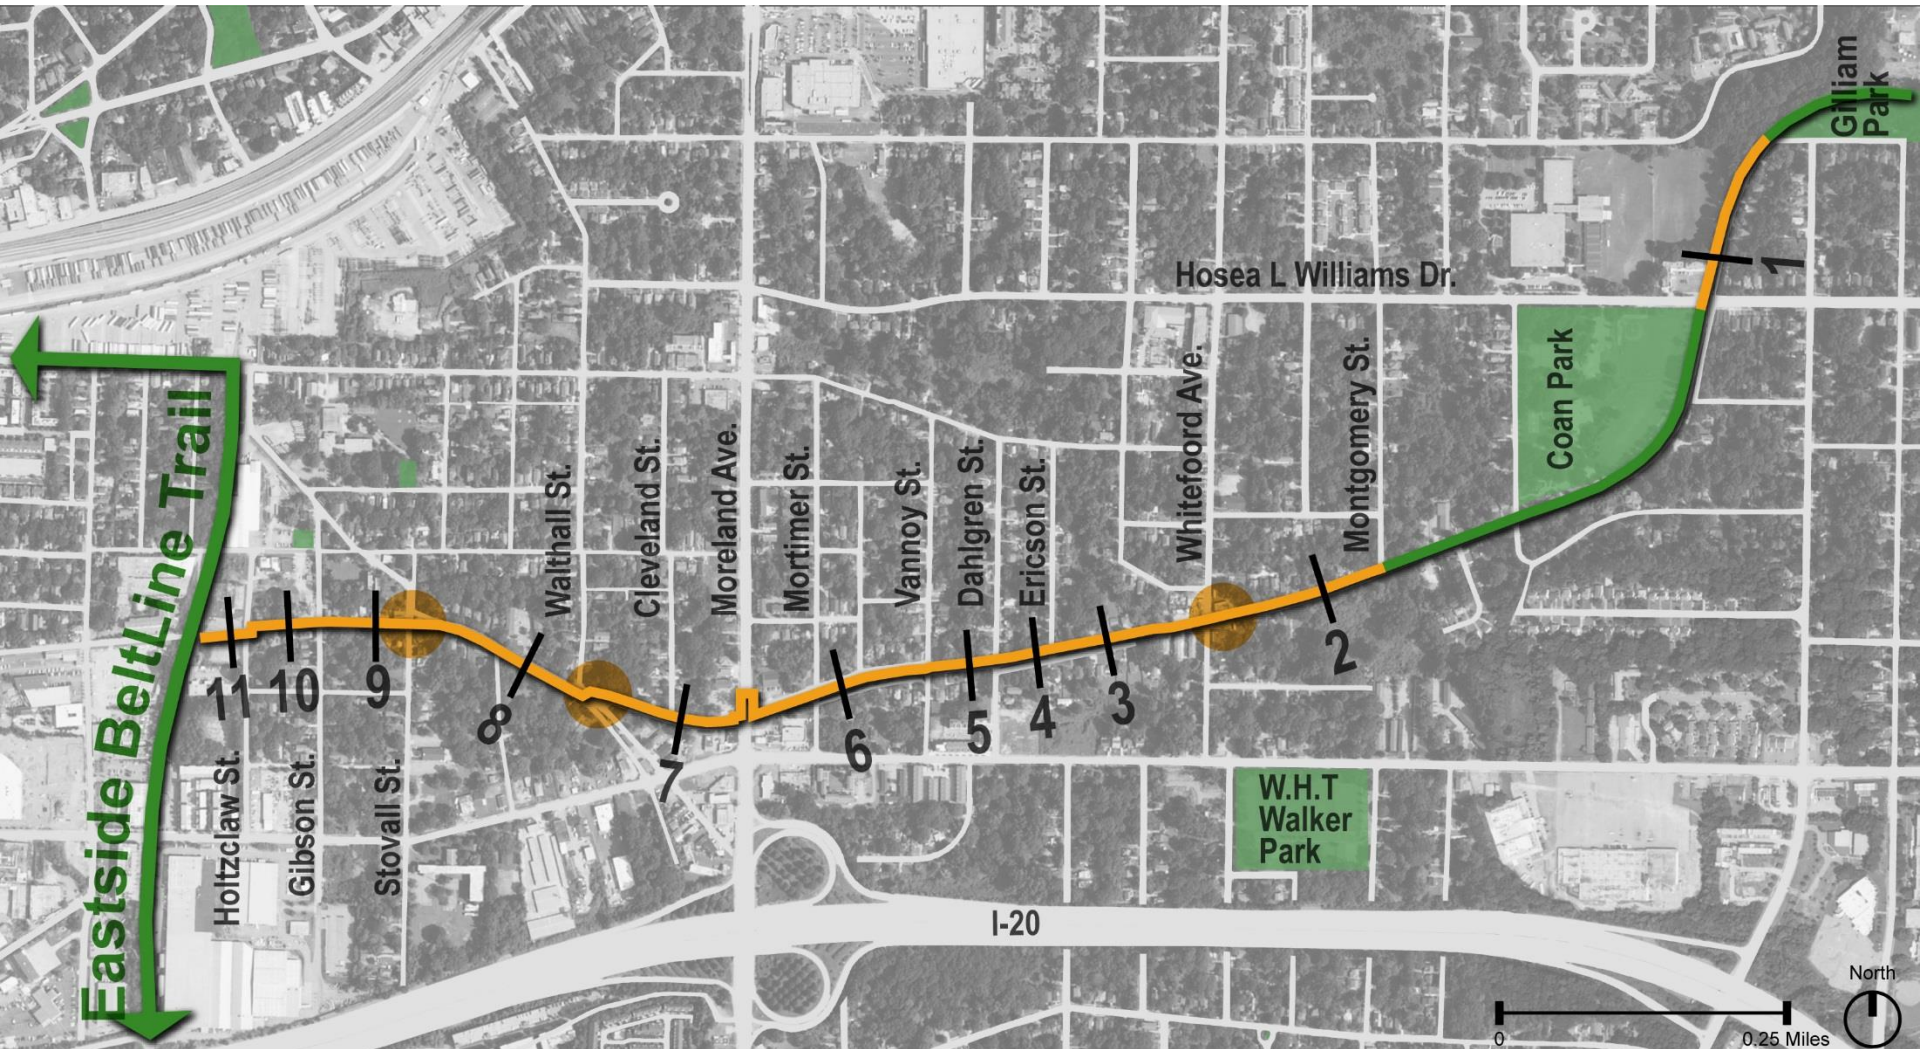 Gilliam
Park
Hosea L Williams Dr.
1
Coan Park
Eastside BeltLine Trail
Walthall St.
Cleveland St.
Moreland Ave.
Mortimer St.
Vannoy St.
Dahlgren St.
Ericson St.
Whitefoord Ave.
Montgomery St.
11
10
9
8
7
6
5
4
3
2
Holtzclaw St.
Gibson St.
Stovall St.
W.H.T
Walker
Park
I-20
North
0
0.25 Miles